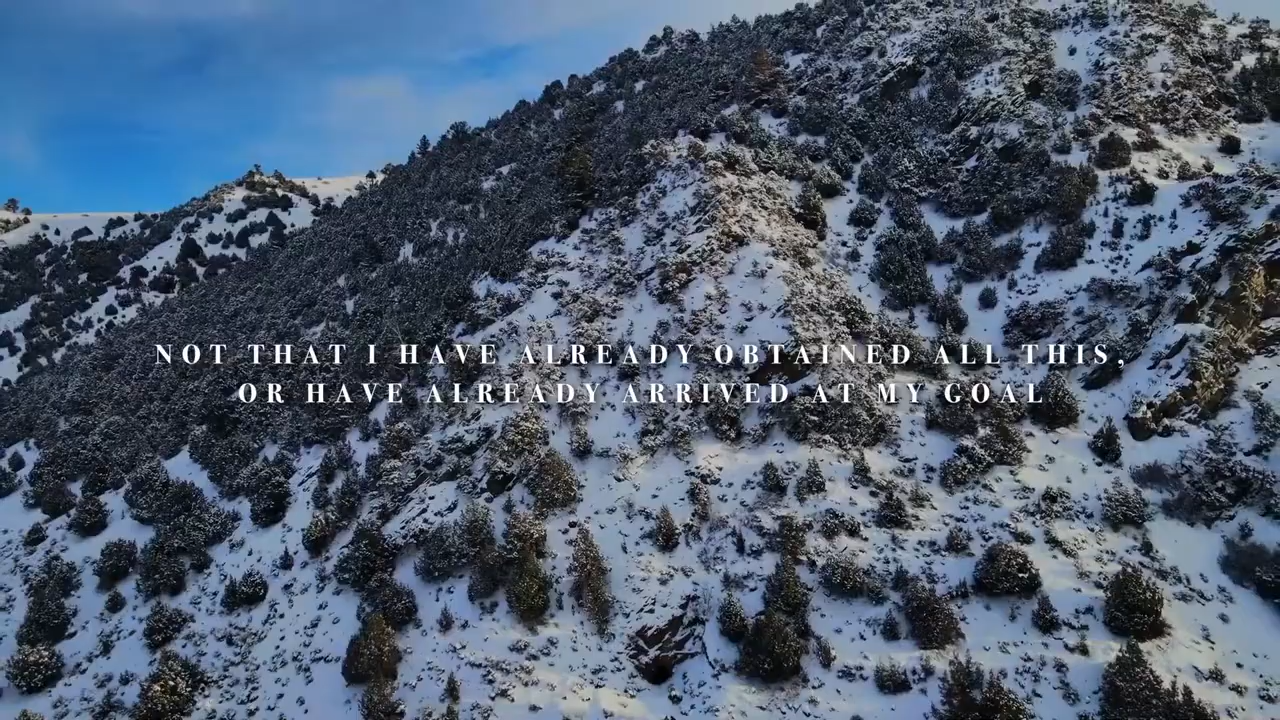 NOT THAT I HAVE ALREADY OBTAINED ALL THIS,
OR HAVE ALREADY ARRIVED AT MY GOAL